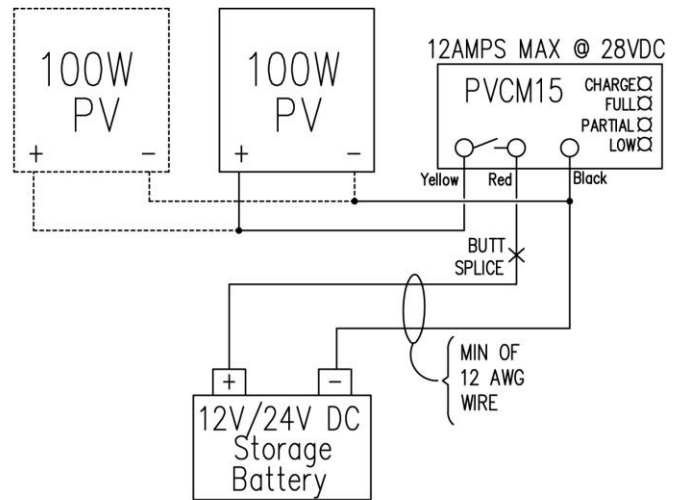 100W
PV
+ -
100W
PV
+ -
12AMPS MAX @ 28VDC
PVCM15
CHARGE
FULL
PARTIAL
LOW
Yellow Red Black
BUTT
SPLICE
MIN OF
12 AWG
WIRE
+ -
12V/24V DC
Storage
Battery